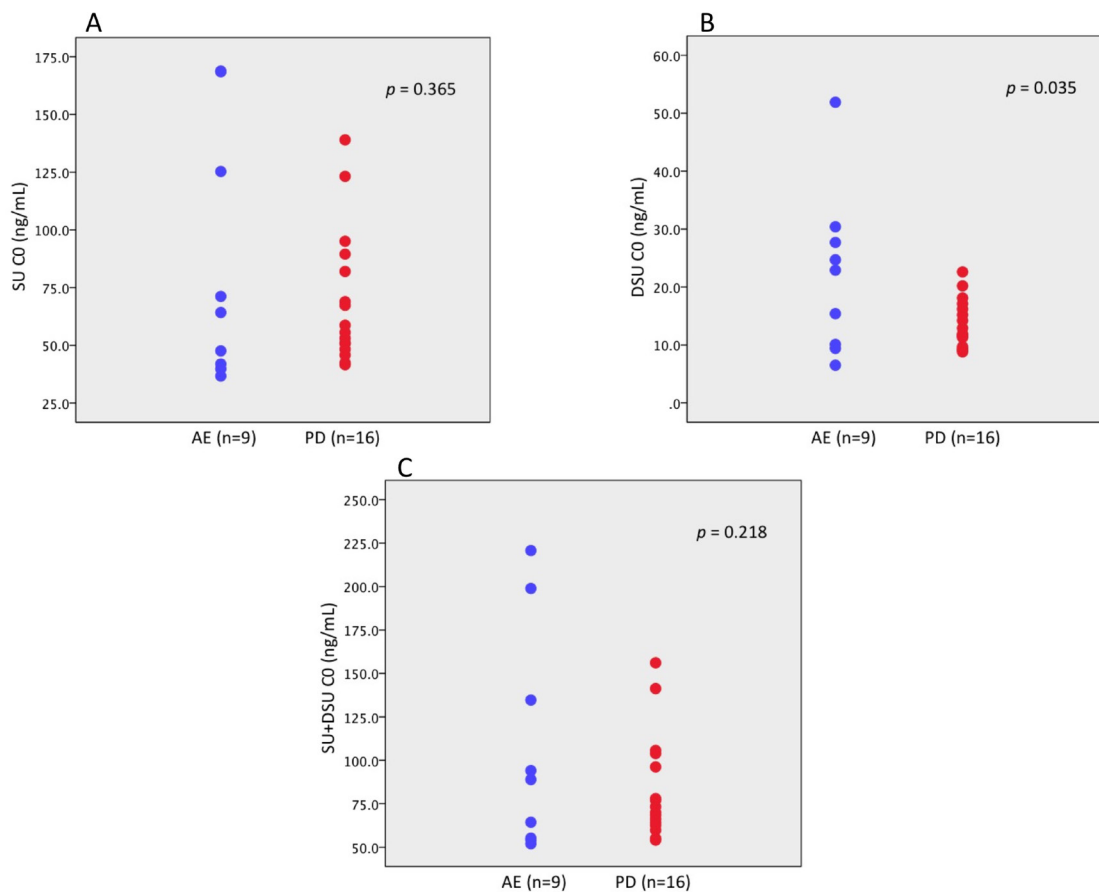 A
175.0
150.0
125.0
100.0
75.0
50.0
25.0
SU C0 (ng/mL)
p = 0.365
AE (n=9) PD (n=16)
B
60.0
50.0
40.0
30.0
20.0
10.0
.0
DSU C0 (ng/mL)
p = 0.035
AE (n=9) PD (n=16)
C
250.0
225.0
200.0
175.0
150.0
125.0
100.0
75.0
50.0
SU+DSU C0 (ng/mL)
p = 0.218
AE (n=9) PD (n=16)